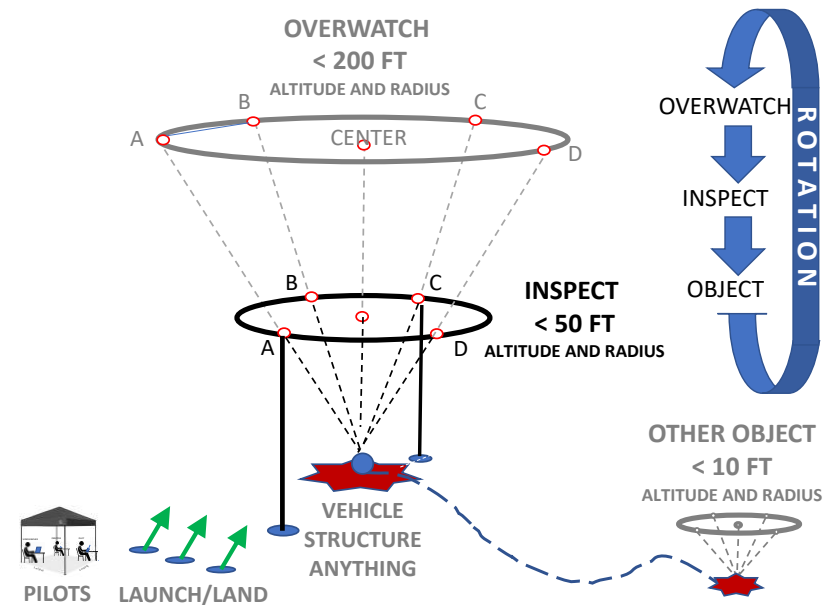 OVERWATCH
< 200 FT
ALTITUDE AND RADIUS
A
B
C
D
CENTER
B
C
A
D
INSPECT
< 50 FT
ALTITUDE AND RADIUS
OVERWATCH
INSPECT
OBJECT
ROTATION
VEHICLE
STRUCTURE
ANYTHING
OTHER OBJECT
< 10 FT
ALTITUDE AND RADIUS
PILOTS
LAUNCH/LAND